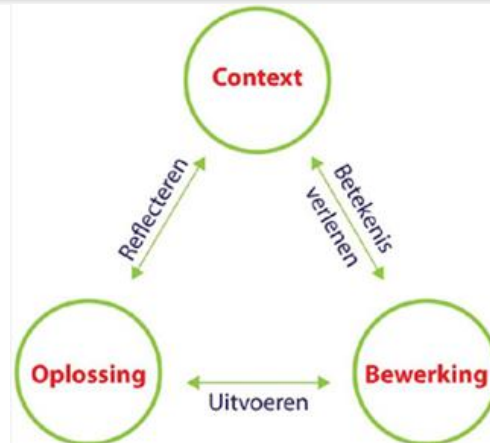 Context
Reflecteren
Betekenis
verlenen
Oplossing
Bewerking
Uitvoeren